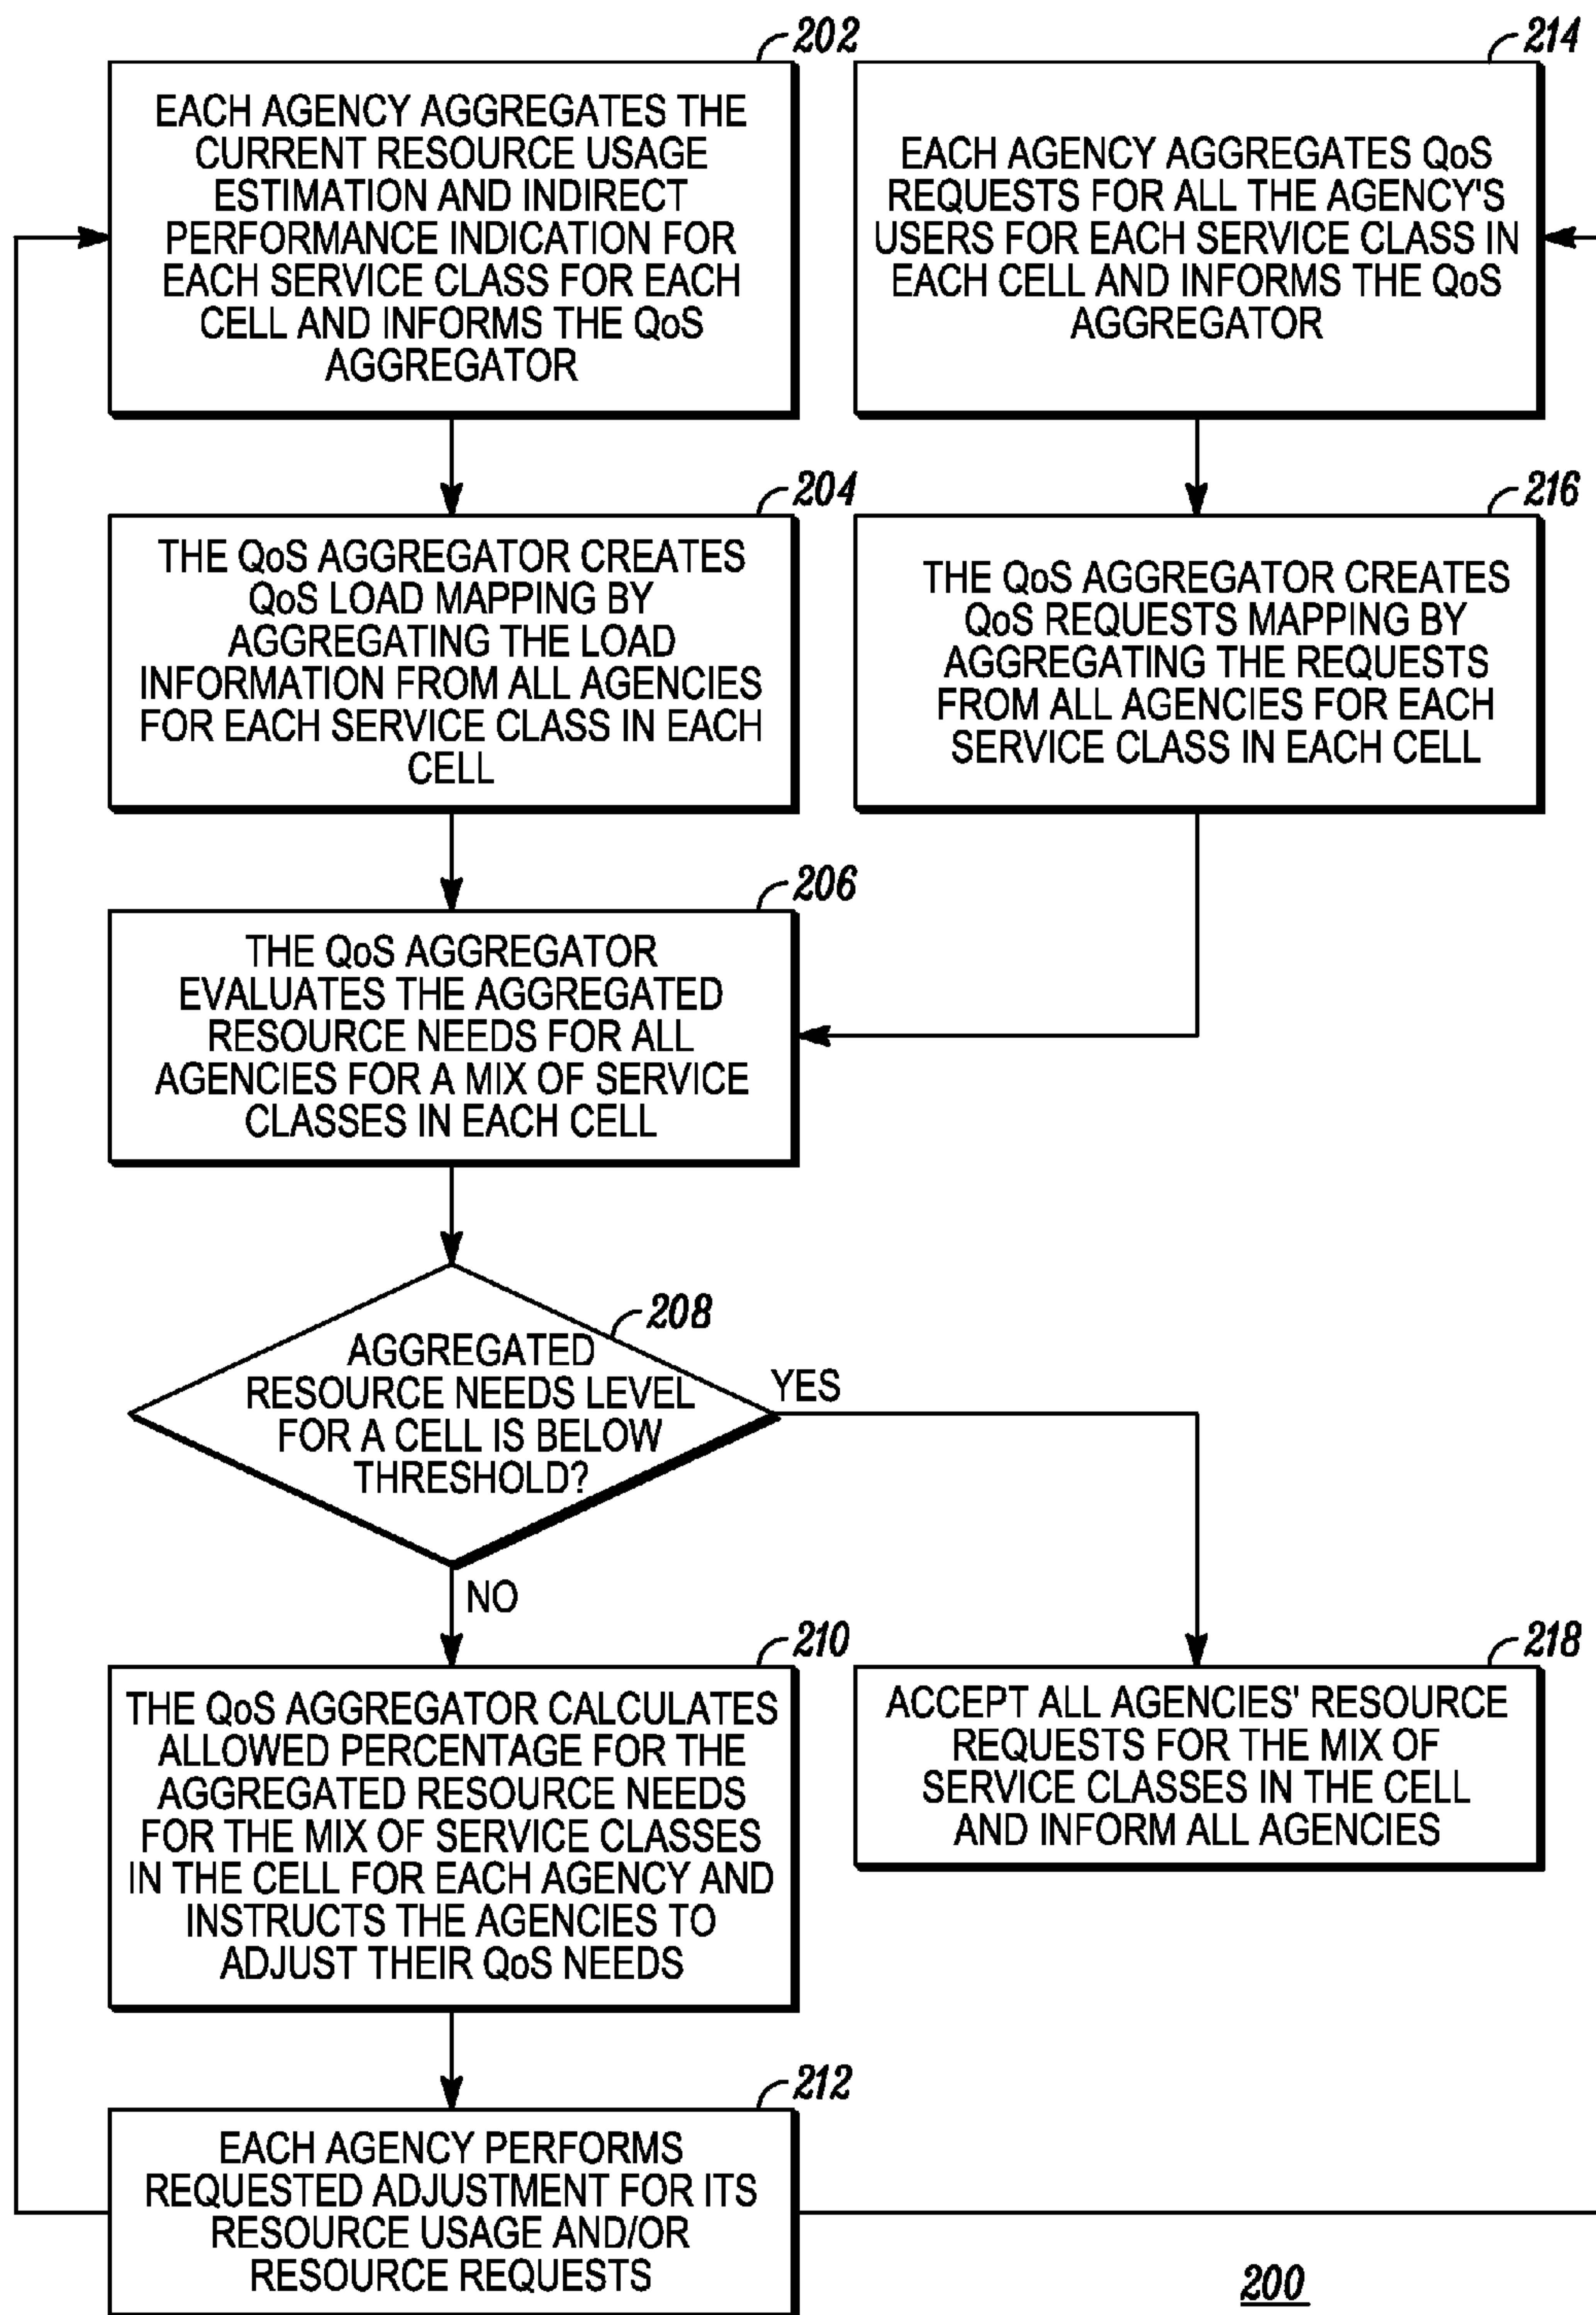 202
EACH AGENCY AGGREGATES THE
CURRENT RESOURCE USAGE
ESTIMATION AND INDIRECT
PERFORMANCE INDICATION FOR
EACH SERVICE CLASS FOR EACH
CELL AND INFORMS THE QoS
AGGREGATOR
214
EACH AGENCY AGGREGATES QoS
REQUESTS FOR ALL THE AGENCY'S
USERS FOR EACH SERVICE CLASS IN
EACH CELL AND INFORMS THE QoS
AGGREGATOR
204
THE QoS AGGREGATOR CREATES
QoS LOAD MAPPING BY
AGGREGATING THE LOAD
INFORMATION FROM ALL AGENCIES
FOR EACH SERVICE CLASS IN EACH
CELL
216
THE QoS AGGREGATOR CREATES
QoS REQUESTS MAPPING BY
AGGREGATING THE REQUESTS
FROM ALL AGENCIES FOR EACH
SERVICE CLASS IN EACH CELL
206
THE QoS AGGREGATOR
EVALUATES THE AGGREGATED
RESOURCE NEEDS FOR ALL
AGENCIES FOR A MIX OF SERVICE
CLASSES IN EACH CELL
208
AGGREGATED
RESOURCE NEEDS LEVEL
FOR A CELL IS BELOW
THRESHOLD?
YES
NO
210
THE QoS AGGREGATOR CALCULATES
ALLOWED PERCENTAGE FOR THE
AGGREGATED RESOURCE NEEDS
FOR THE MIX OF SERVICE CLASSES
IN THE CELL FOR EACH AGENCY AND
INSTRUCTS THE AGENCIES TO
ADJUST THEIR QoS NEEDS
218
ACCEPT ALL AGENCIES' RESOURCE
REQUESTS FOR THE MIX OF
SERVICE CLASSES IN THE CELL
AND INFORM ALL AGENCIES
212
EACH AGENCY PERFORMS
REQUESTED ADJUSTMENT FOR ITS
RESOURCE USAGE AND/OR
RESOURCE REQUESTS
200